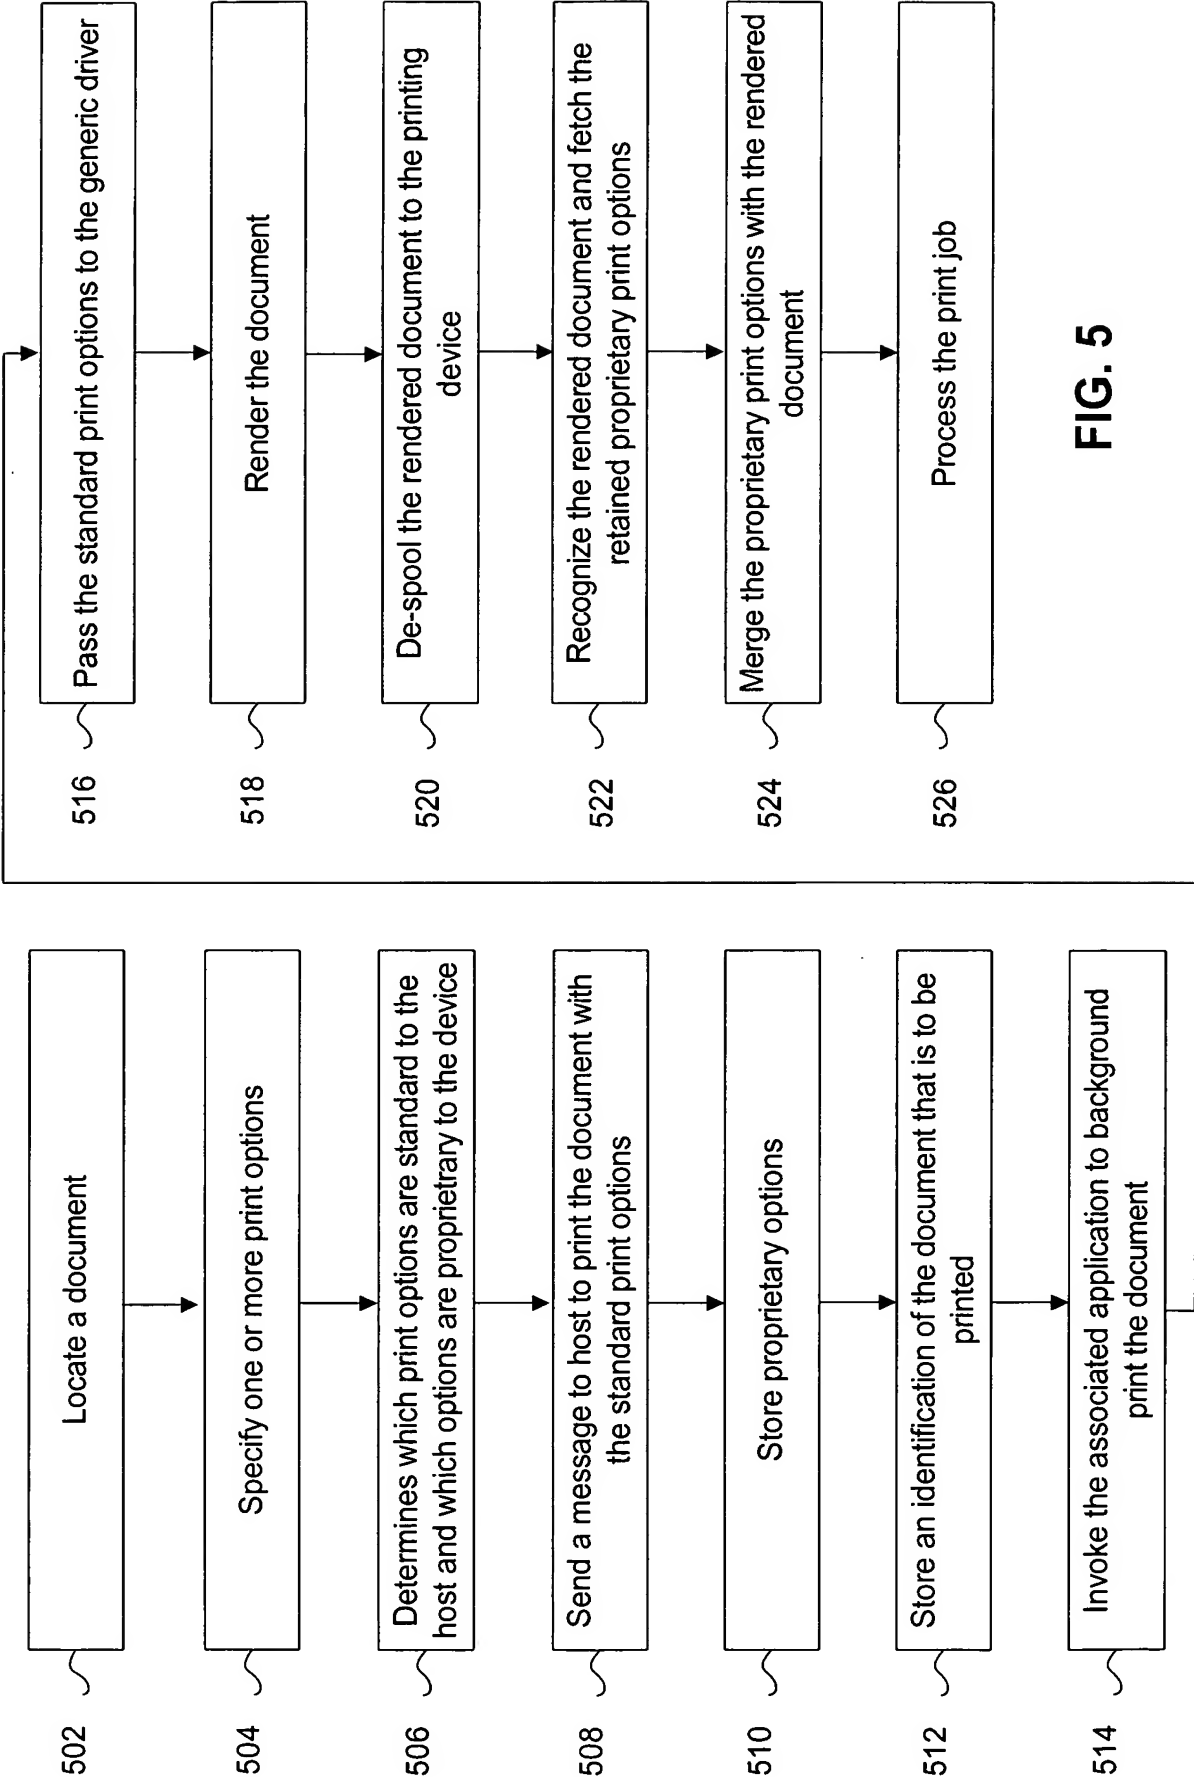 502
Locate a document
504
Specify one or more print options
506
Determines which print options are standard to the
host and which options are proprietrary to the device
508
Send a message to host to print the document with
the standard print options
510
Store proprietary options
512
Store an identification of the document that is to be
printed
514
Invoke the associated application to background
print the document
516
Pass the standard print options to the generic driver
518
Render the document
520
De-spool the rendered document to the printing
device
522
Recognize the rendered document and fetch the
retained proprietary print options
524
Merge the proprietary print options with the rendered
document
526
Process the print job
FIG. 5